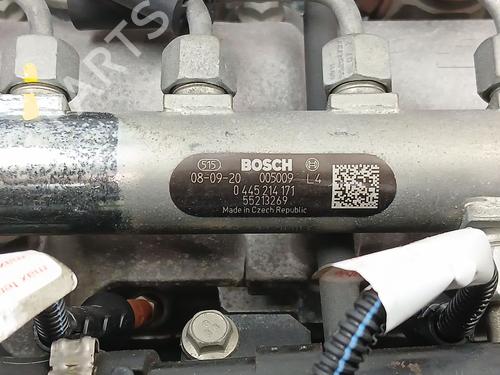 515 BOSCH
08-09-20 005009 L4
0 445 214 171
55213269
Made in Czech Republic